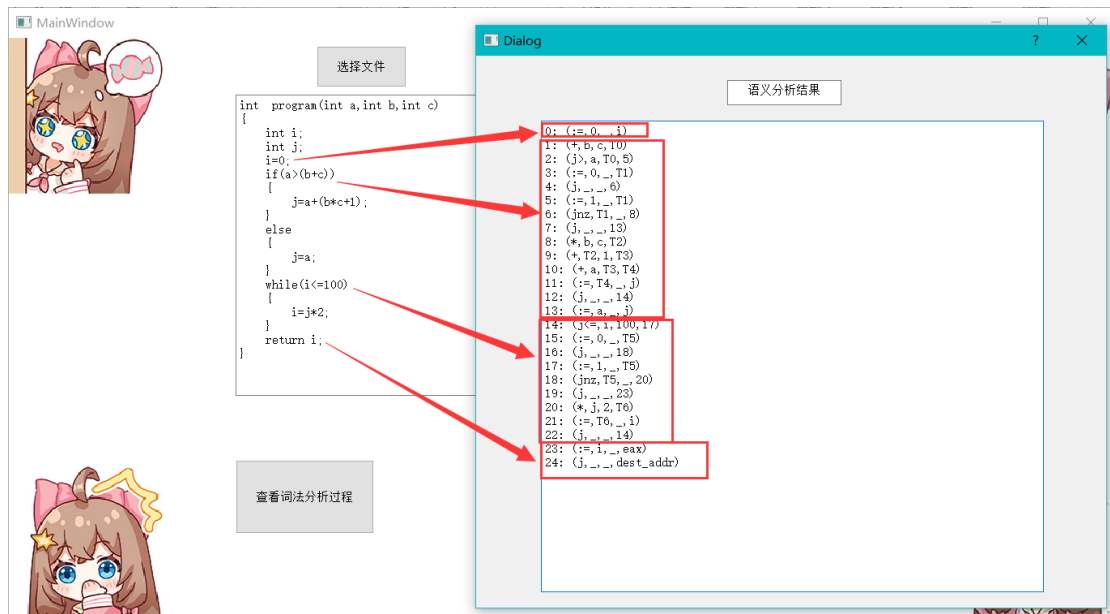 MainWindow
选择文件
int  program(int a,int b,int c)
{
    int i;
    int j;
    i=0;
    if(a>(b+c))
    {
        j=a+(b*c+1);
    }
    else
    {
        j=a;
    }
    while(i<=100)
    {
        i=j*2;
    }
    return i;
}
查看词法分析过程
Dialog
?
语义分析结果
0: (:=,0,_,i)
1: (+,b,c,T0)
2: (j>,a,T0,5)
3: (:=,0,_,T1)
4: (j,_,_,6)
5: (:=,1,_,T1)
6: (jnz,T1,_,8)
7: (j,_,_,13)
8: (*,b,c,T2)
9: (+,T2,1,T3)
10: (+,a,T3,T4)
11: (:=,T4,_,j)
12: (j,_,_,14)
13: (:=,a,_,j)
14: (j<=,i,100,17)
15: (:=,0,_,T5)
16: (j,_,_,18)
17: (:=,1,_,T5)
18: (jnz,T5,_,20)
19: (j,_,_,23)
20: (*,j,2,T6)
21: (:=,T6,_,i)
22: (j,_,_,14)
23: (:=,i,_,eax)
24: (j,_,_,dest_addr)